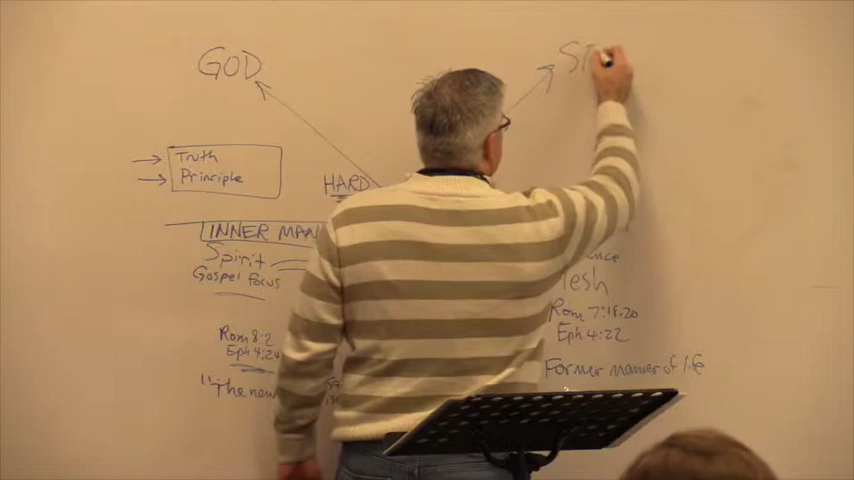 GOD
Truth
Principle
HARD
INNER MAN
Spirit
Gospel Focus
Rom 7:18-20
Eph 4:22
Rom 8:2
Eph 4:24
Former manner of life
"The new